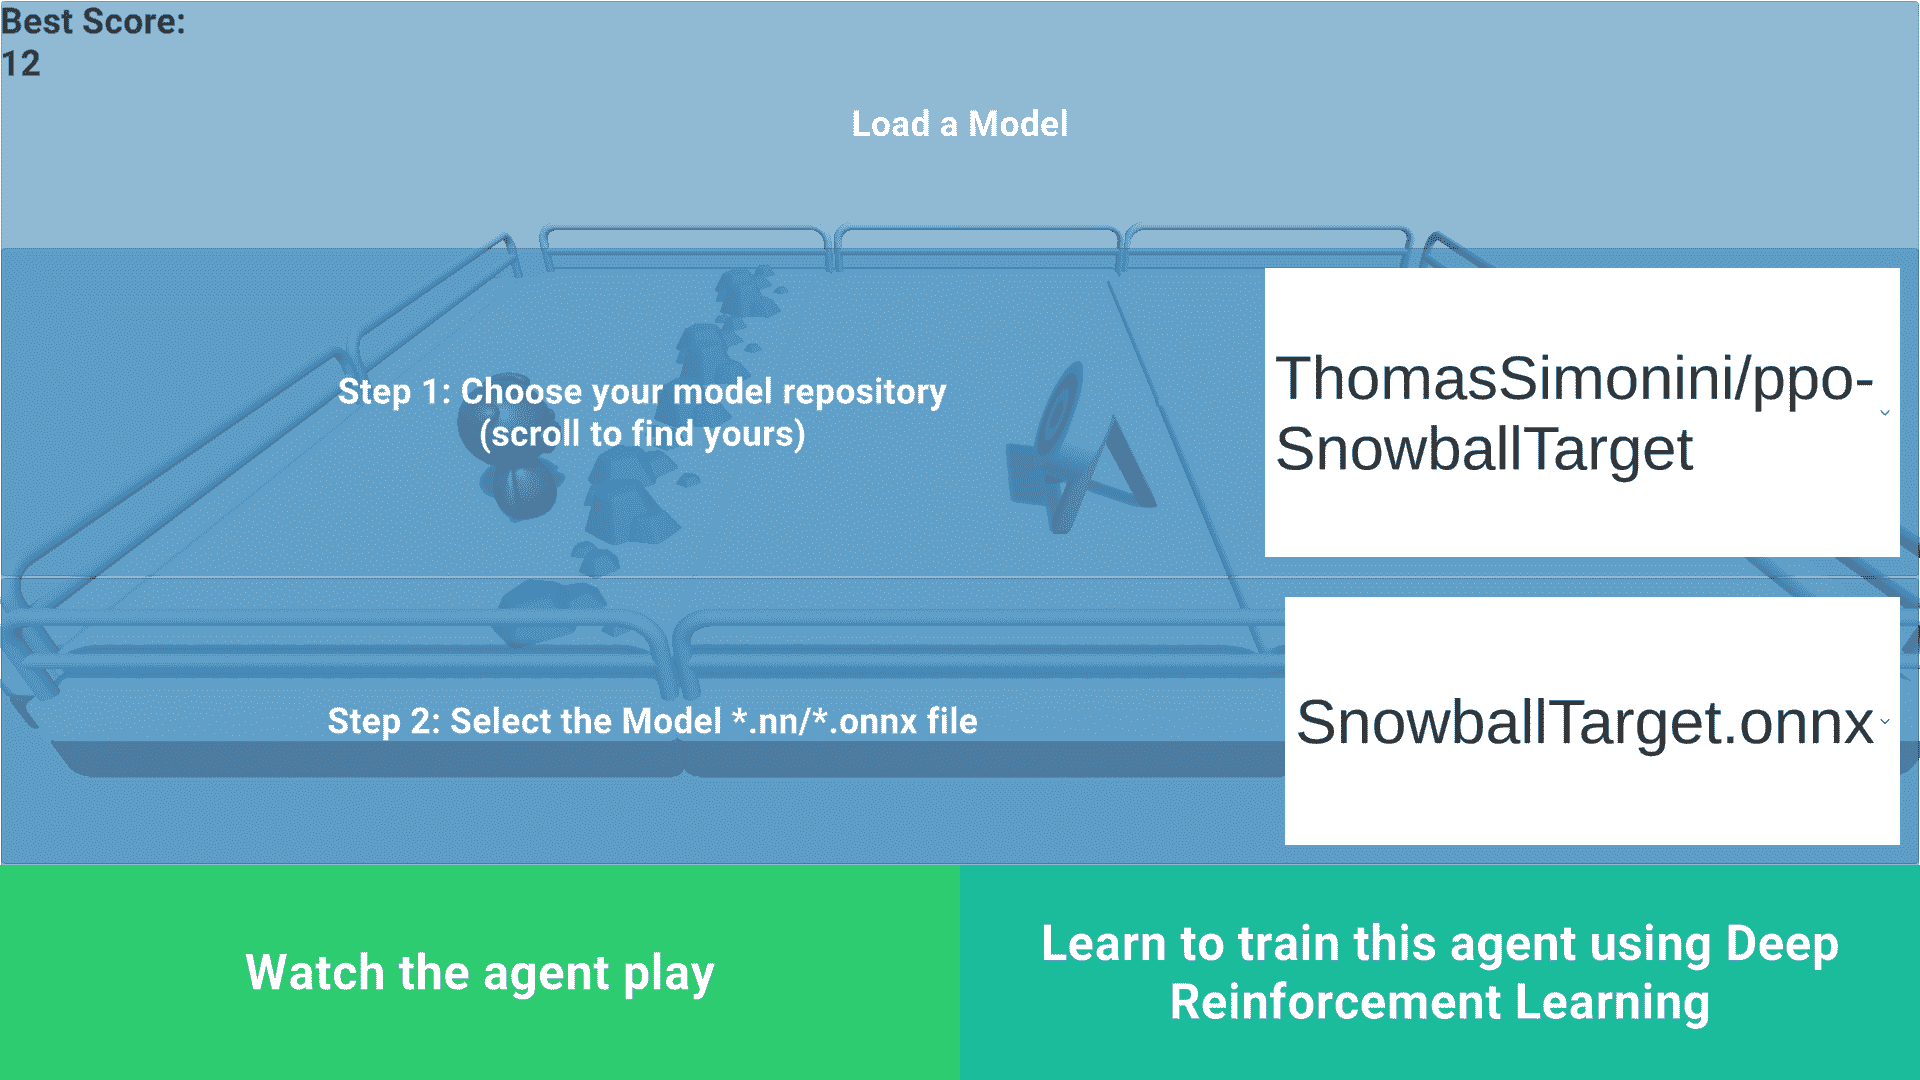 Best Score:
12
Load a Model
Step 1: Choose your model repository
(scroll to find yours)
ThomasSimonini/ppo-
SnowballTarget
Step 2: Select the Model *.nn/*.onnx file
SnowballTarget.onnx
Watch the agent play
Learn to train this agent using Deep
Reinforcement Learning